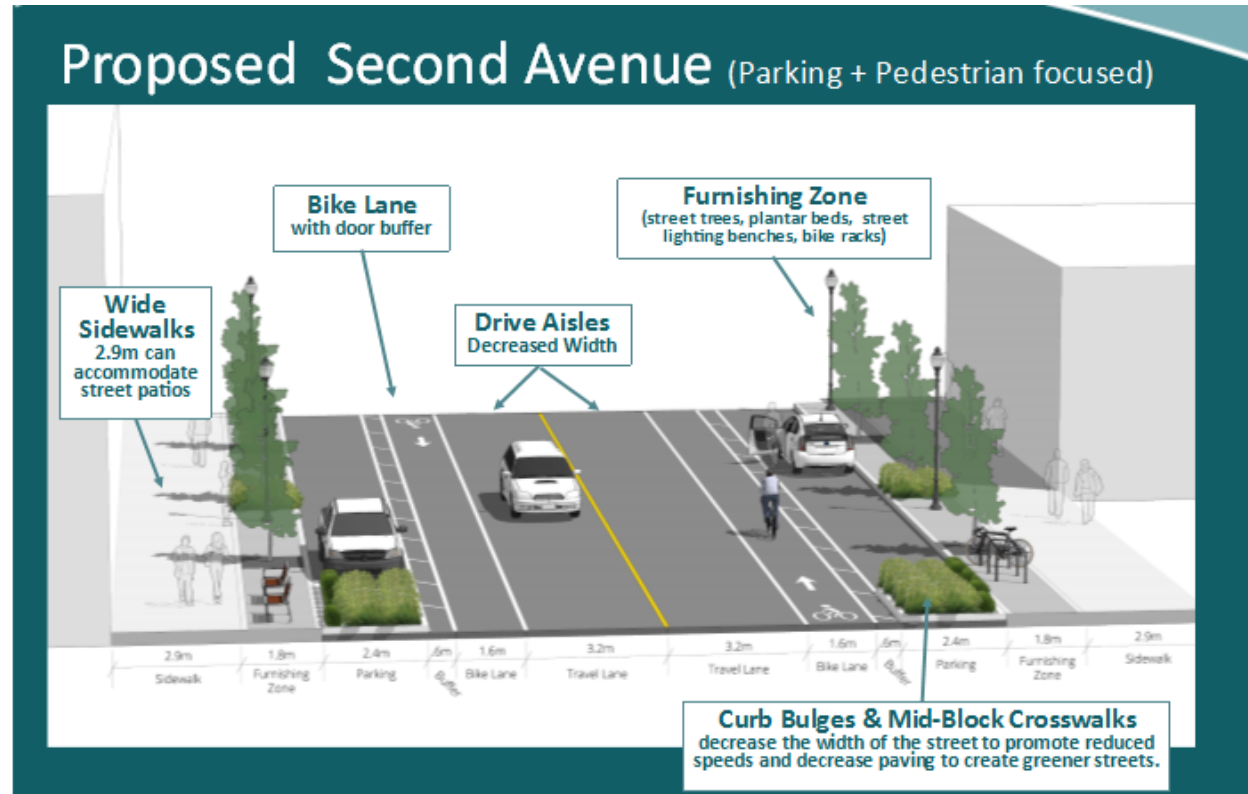 Proposed Second Avenue (Parking + Pedestrian focused)
Bike Lane
with door buffer
Furnishing Zone
(street trees, plantar beds, street
lighting benches, bike racks)
Wide
Sidewalks
2.9m can
accommodate
street patios
Drive Aisles
Decreased Width
2.9m 1.8m 2.4m .6m 1.6m 3.2m 3.2m 1.6m .6m 2.4m 1.8m 2.9m
Sidewalk Furnishing Parking Buffer Bike Lane Travel Lane Travel Lane Bike Lane Buffer Parking Furnishing Sidewalk
Zone Zone
Curb Bulges & Mid-Block Crosswalks
decrease the width of the street to promote reduced
speeds and decrease paving to create greener streets.